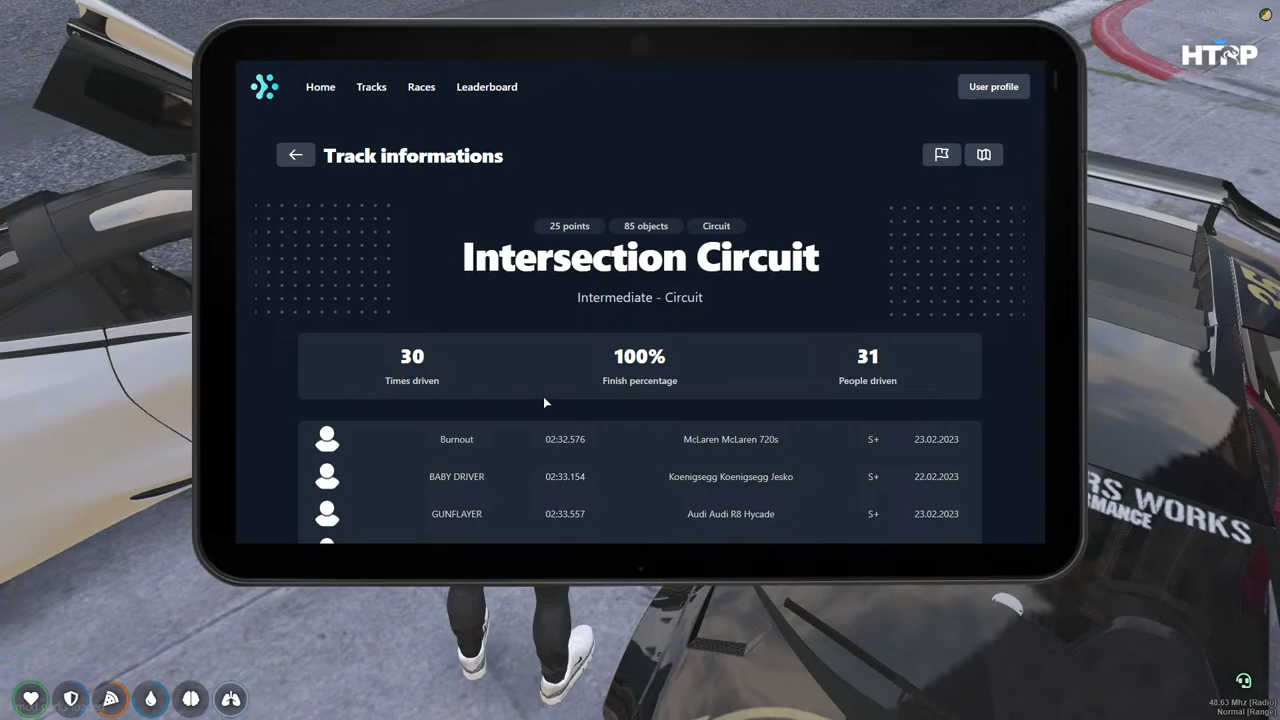 HTRP
Home Tracks Races Leaderboard
User profile
Track informations
25 points 85 objects Circuit
Intersection Circuit
Intermediate - Circuit
30 100% 31
Times driven Finish percentage People driven
Burnout 02:32.576 McLaren McLaren 720s S+ 23.02.2023
BABY DRIVER 02:33.154 Koenigsegg Koenigsegg Jesko S+ 22.02.2023
GUNFLAYER 02:33.557 Audi Audi R8 Hycade S+ 23.02.2023
RS WORKS
RMANCE
48.63 Mhz [Radio]
Normal [Range]